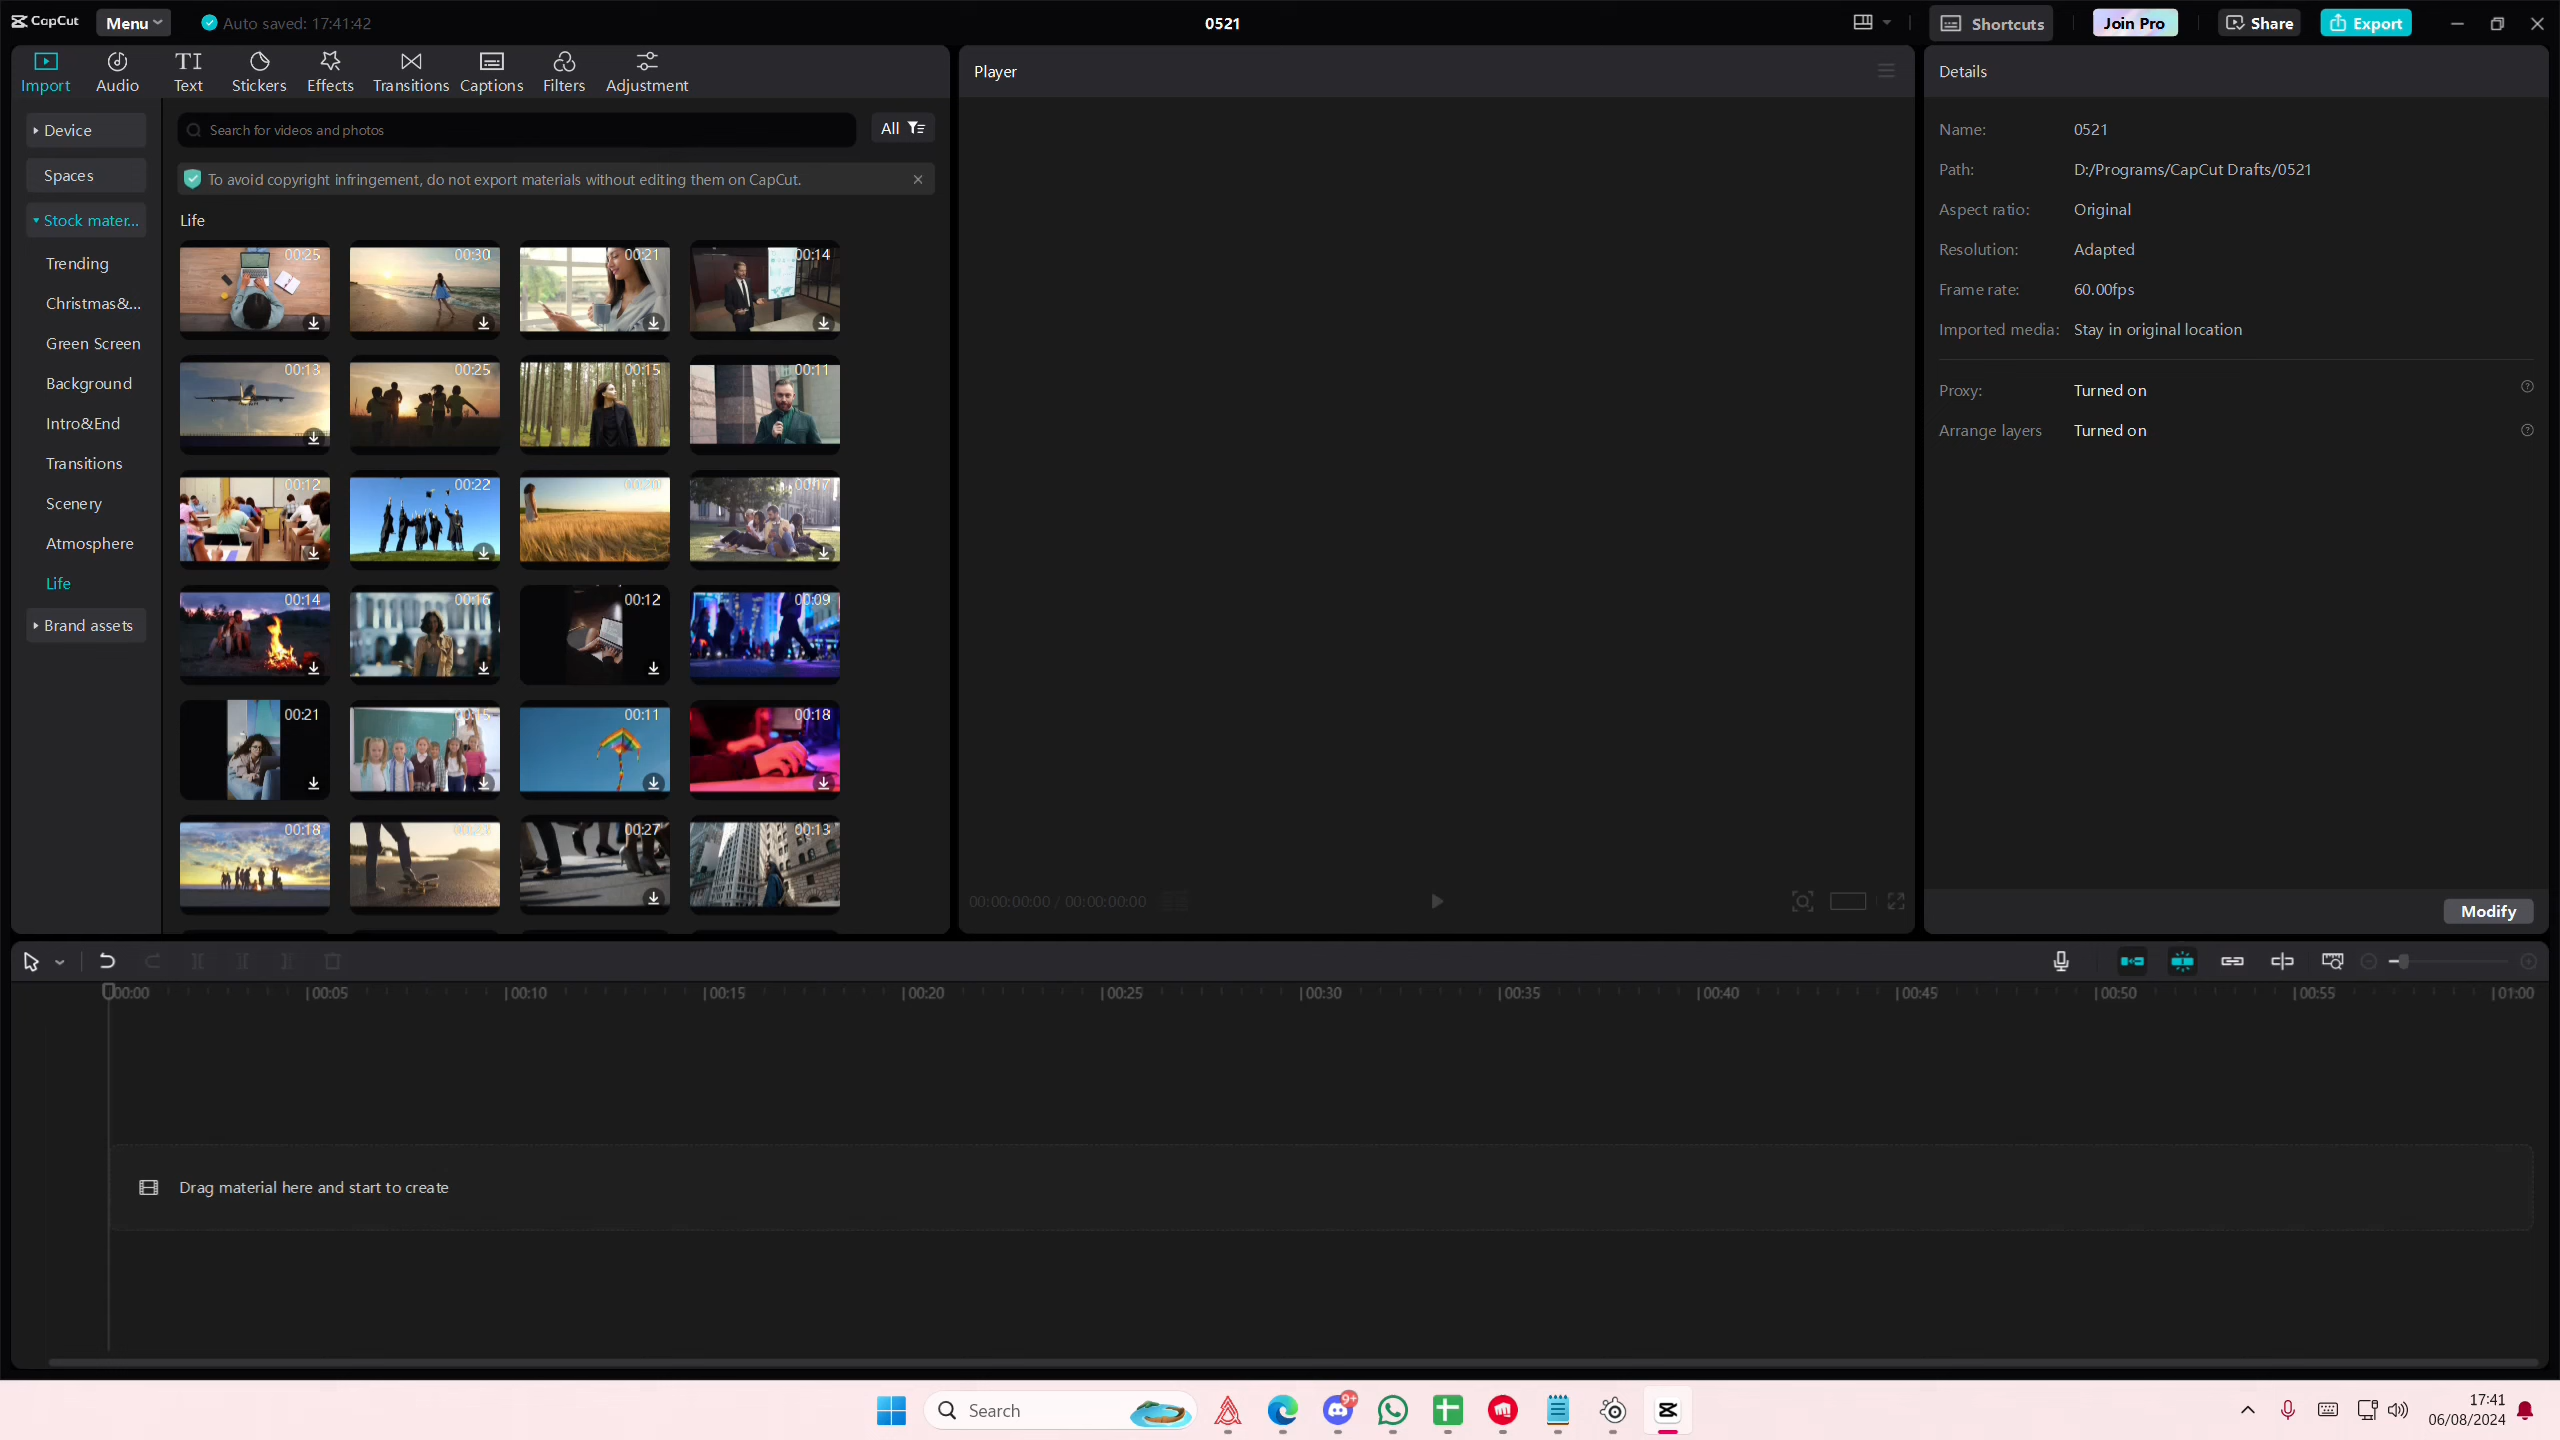 CapCut
Menu
Auto saved: 17:41:42
0521
Shortcuts
Join Pro
Share
Export
Import
Audio
Text
Stickers
Effects
Transitions
Captions
Filters
Adjustment
Player
Details
Device
Spaces
Stock mater...
Trending
Christmas&...
Green Screen
Background
Intro&End
Transitions
Scenery
Atmosphere
Life
Brand assets
Search for videos and photos
All
To avoid copyright infringement, do not export materials without editing them on CapCut.
Life
00:25
00:30
00:21
00:14
00:13
00:25
00:15
00:11
00:12
00:22
00:17
00:14
00:16
00:12
00:09
00:21
00:11
00:18
00:18
00:27
00:13
00:00:00:00 / 00:00:00:00
Name: 0521
Path: D:/Programs/CapCut Drafts/0521
Aspect ratio: Original
Resolution: Adapted
Frame rate: 60.00fps
Imported media: Stay in original location
Proxy: Turned on
Arrange layers Turned on
Modify
00:00 00:05 00:10 00:15 00:20 00:25 00:30 00:35 00:40 00:45 00:50 00:55 01:00
Drag material here and start to create
Search
9+
17:41
06/08/2024